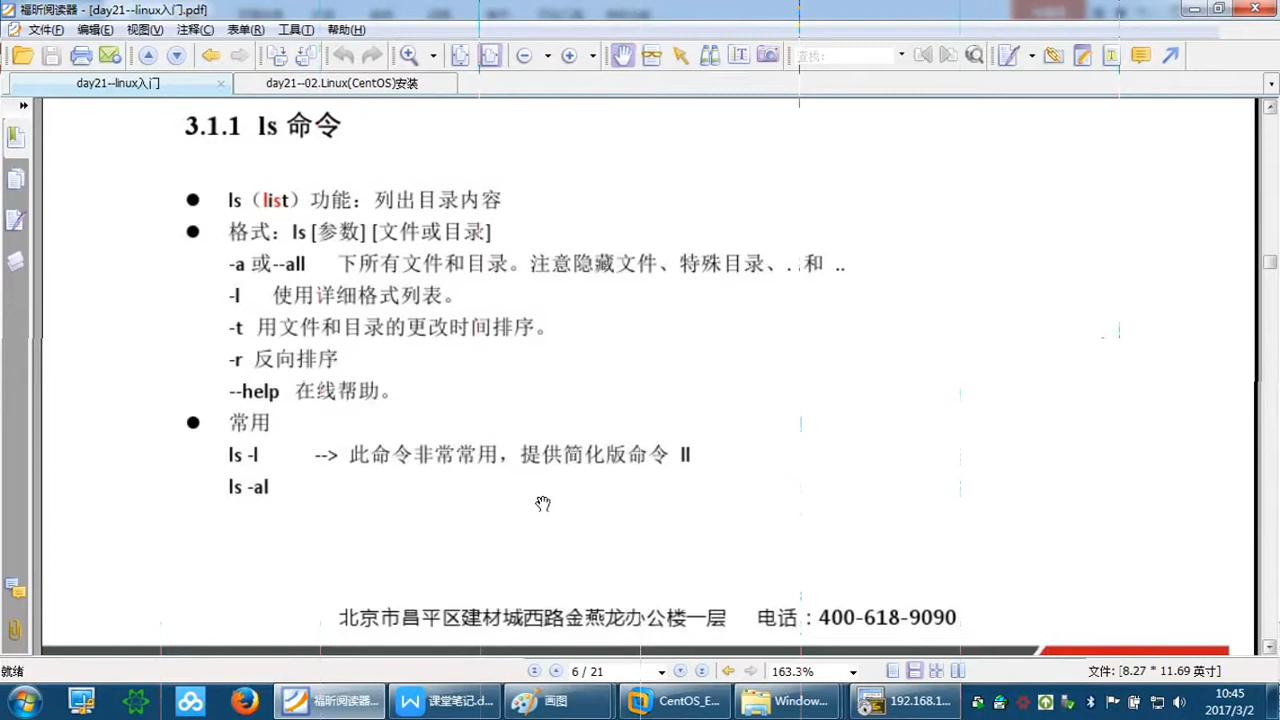 福昕阅读器 - [day21--linux入门.pdf]
文件(F) 编辑(E) 视图(V) 注释(C) 表单(R) 工具(T) 帮助(H)
查找:
day21--linux入门 × day21--02.Linux(CentOS)安装
3.1.1 ls 命令
● ls（list）功能：列出目录内容
● 格式：ls [参数] [文件或目录]
-a 或--all 下所有文件和目录。注意隐藏文件、特殊目录、. 和 ..
-l 使用详细格式列表。
-t 用文件和目录的更改时间排序。
-r 反向排序
--help 在线帮助。
● 常用
ls -l --> 此命令非常常用，提供简化版命令 ll
ls -al
北京市昌平区建材城西路金燕龙办公楼一层 电话：400-618-9090
就绪 6 / 21 163.3% 文件: [8.27 * 11.69 英寸]
福昕阅读器... 课堂笔记.d... 画图 CentOS_E... Window... 192.168.1... 10:45
2017/3/2